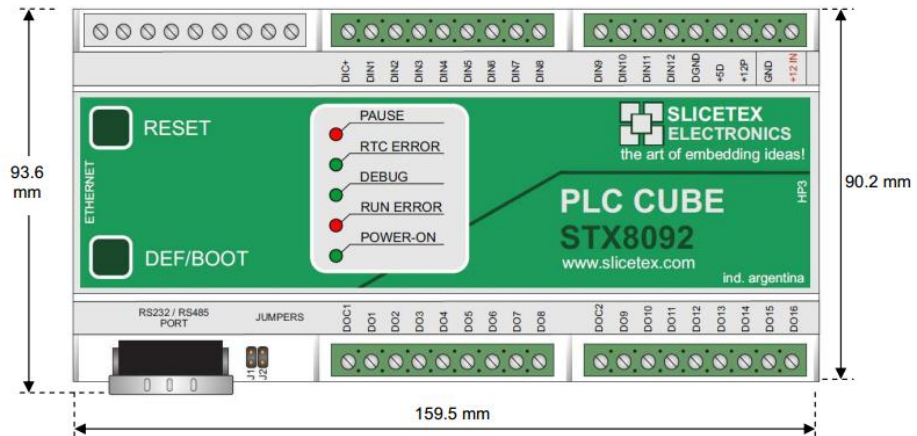 DIC+ DIN1 DIN2 DIN3 DIN4 DIN5 DIN6 DIN7 DIN8
DIN9 DIN10 DIN11 DIN12 DGND +5D +12P GND +12 IN
RESET
PAUSE
RTC ERROR
DEBUG
RUN ERROR
POWER-ON
SLICETEX
ELECTRONICS
the art of embedding ideas!
93.6
mm
ETHERNET
HP3
90.2 mm
PLC CUBE
STX8092
www.slicetex.com
DEF/BOOT
ind. argentina
RS232 / RS485
PORT
JUMPERS
DOC1 DO1 DO2 DO3 DO4 DO5 DO6 DO7 DO8
DOC2 DO9 DO10 DO11 DO12 DO13 DO14 DO15 DO16
J1
J2
159.5 mm